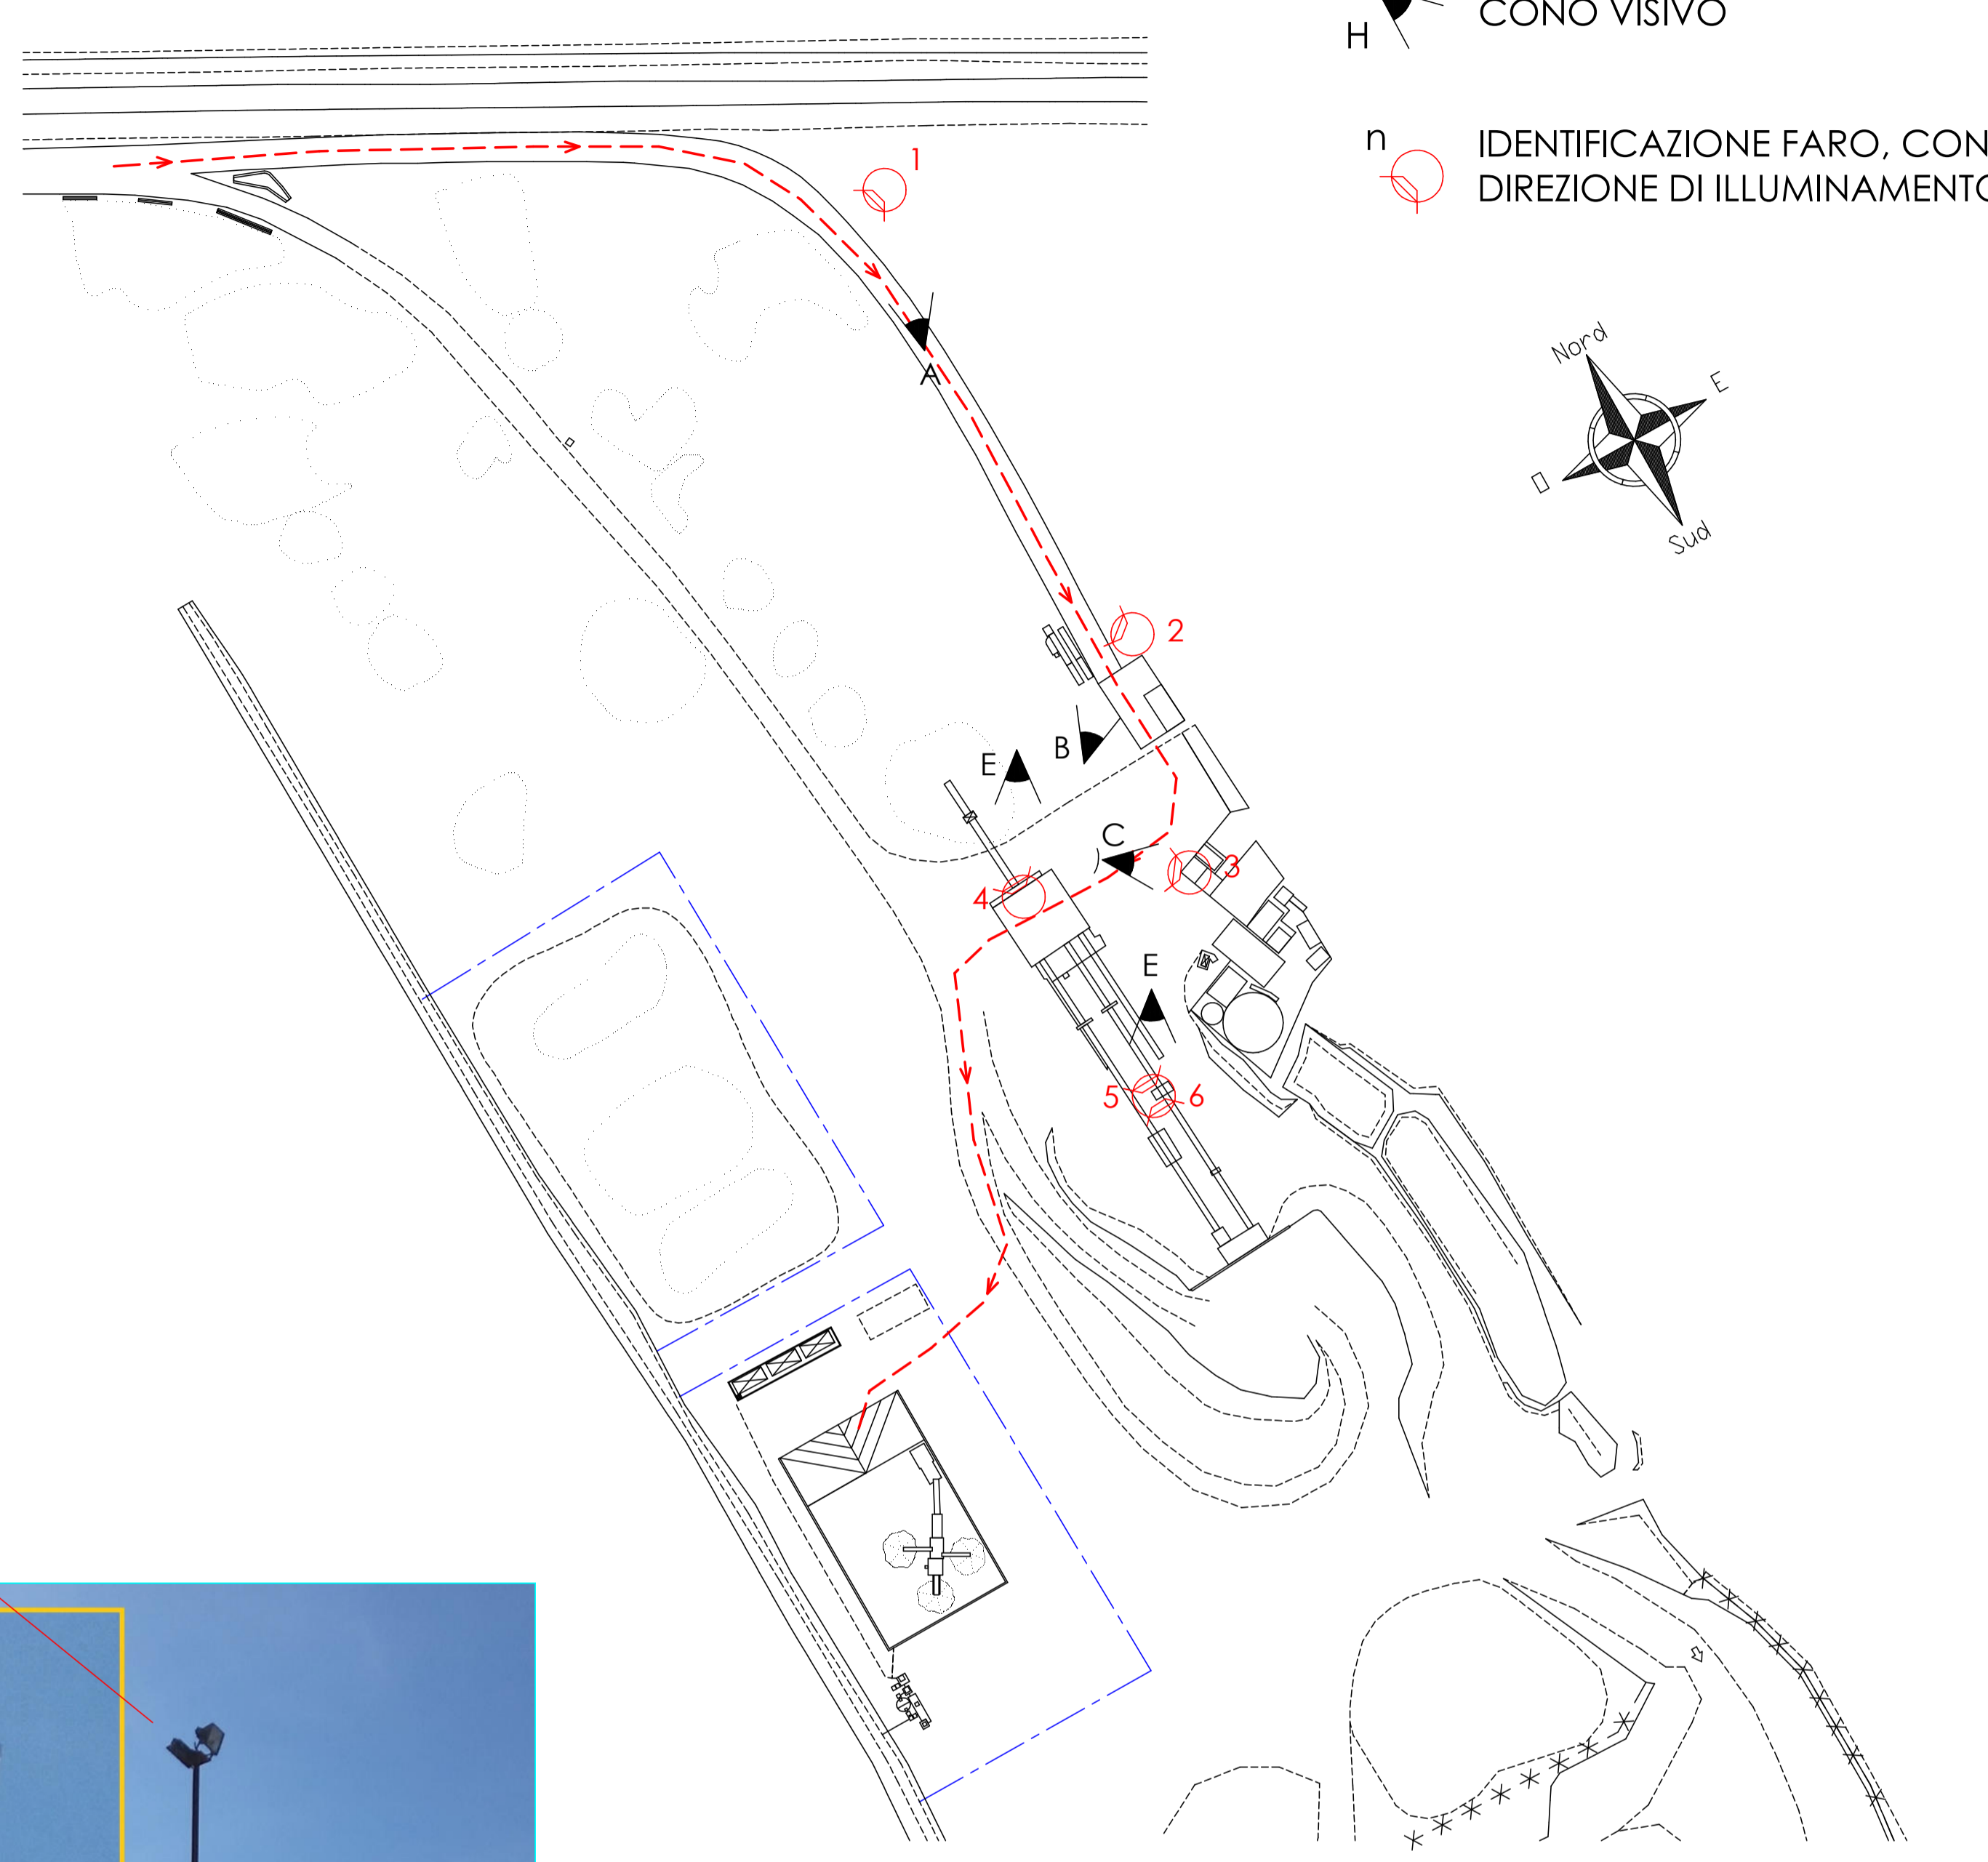 CONO VISIVO
H
n
IDENTIFICAZIONE FARO, CON
DIREZIONE DI ILLUMINAMENTO
1
Nord
E
O
Sud
A
2
B
E
C
3
4
E
5
6